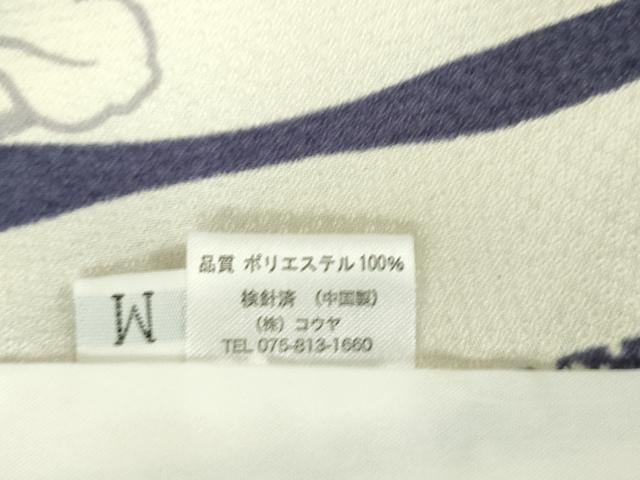 品質 ポリエステル100%
検針済 (中国製)
(株) コウヤ
TEL 075-813-1660
M